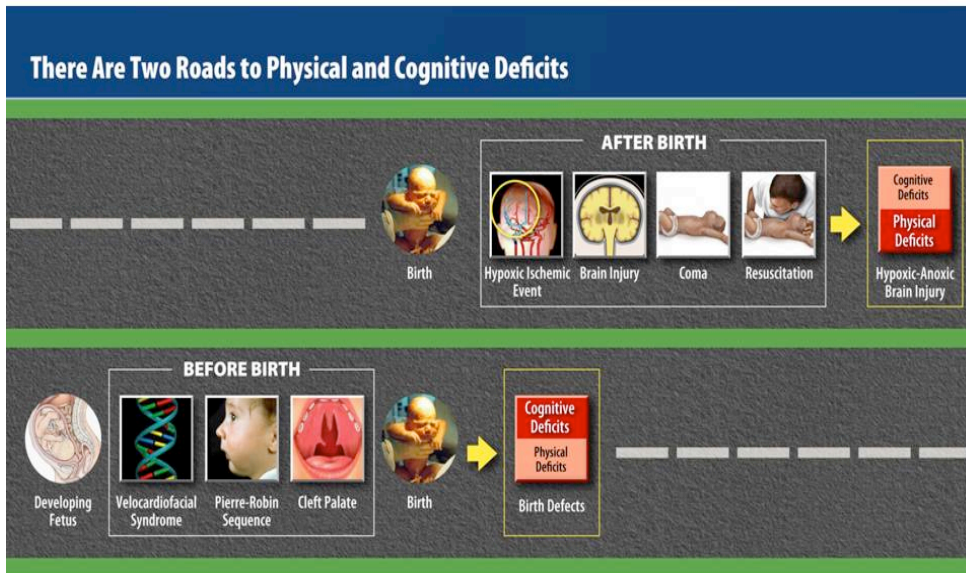 There Are Two Roads to Physical and Cognitive Deficits
AFTER BIRTH
Birth
Hypoxic Ischemic
Event
Brain Injury
Coma
Resuscitation
Cognitive
Deficits
Physical
Deficits
Hypoxic-Anoxic
Brain Injury
BEFORE BIRTH
Developing
Fetus
Velocardiofacial
Syndrome
Pierre-Robin
Sequence
Cleft Palate
Birth
Cognitive
Deficits
Physical
Deficits
Birth Defects